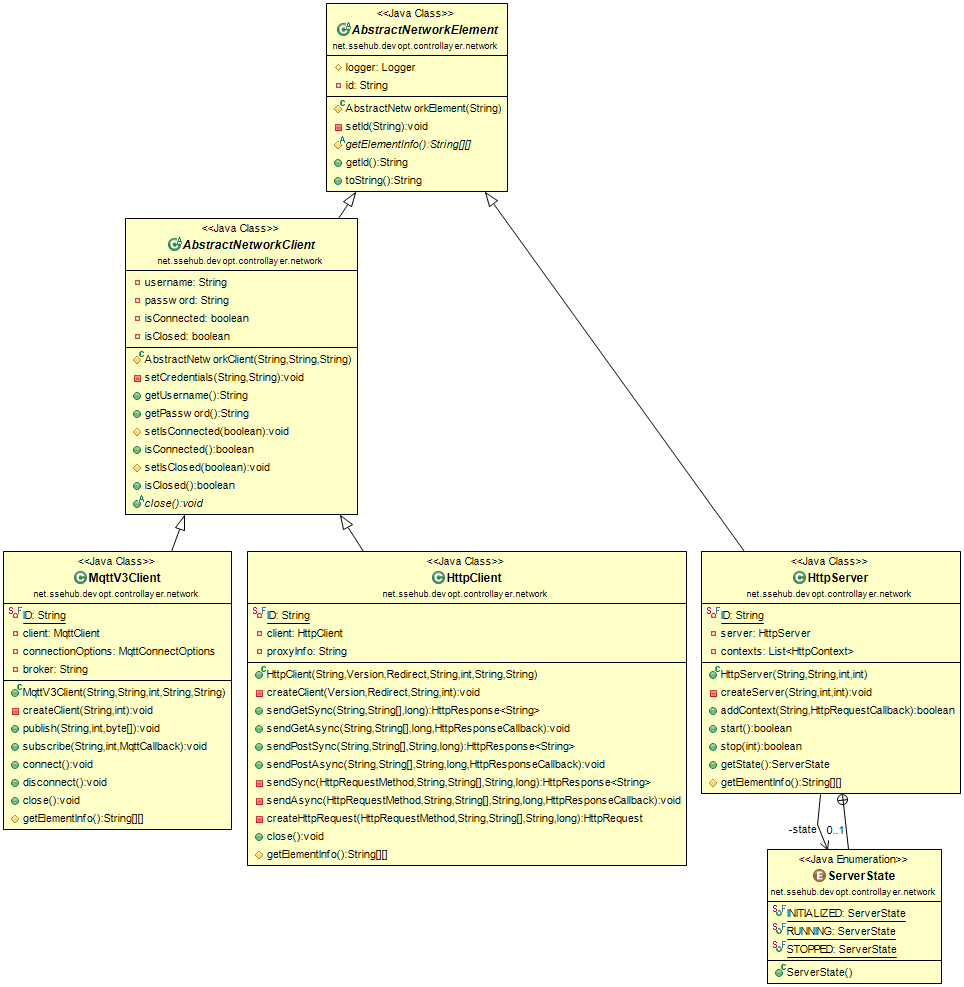 <<Java Class>>
AbstractNetworkElement
net.ssehub.devopt.controllayer.network
logger: Logger
id: String
AbstractNetworkElement(String)
setId(String):void
getElementInfo():String[][]
getId():String
toString():String
<<Java Class>>
AbstractNetworkClient
net.ssehub.devopt.controllayer.network
username: String
password: String
isConnected: boolean
isClosed: boolean
AbstractNetworkClient(String,String,String)
setCredentials(String,String):void
getUsername():String
getPassword():String
setIsConnected(boolean):void
isConnected():boolean
setIsClosed(boolean):void
isClosed():boolean
close():void
<<Java Class>>
MqttV3Client
net.ssehub.devopt.controllayer.network
ID: String
client: MqttClient
connectionOptions: MqttConnectOptions
broker: String
MqttV3Client(String,String,int,String,String)
createClient(String,int):void
publish(String,int,byte[]):void
subscribe(String,int,MqttCallback):void
connect():void
disconnect():void
close():void
getElementInfo():String[][]
<<Java Class>>
HttpClient
net.ssehub.devopt.controllayer.network
ID: String
client: HttpClient
proxyInfo: String
HttpClient(String,Version,Redirect,String,int,String,String)
createClient(Version,Redirect,String,int):void
sendGetSync(String,String[],long):HttpResponse<String>
sendGetAsync(String,String[],long,HttpResponseCallback):void
sendPostSync(String,String[],String,long):HttpResponse<String>
sendPostAsync(String,String[],String,long,HttpResponseCallback):void
sendSync(HttpRequestMethod,String,String[],String,long):HttpResponse<String>
sendAsync(HttpRequestMethod,String,String[],String,long,HttpResponseCallback):void
createHttpRequest(HttpRequestMethod,String,String[],String,long):HttpRequest
close():void
getElementInfo():String[][]
<<Java Class>>
HttpServer
net.ssehub.devopt.controllayer.network
ID: String
server: HttpServer
contexts: List<HttpContext>
HttpServer(String,String,int,int)
createServer(String,int,int):void
addContext(String,HttpRequestCallback):boolean
start():boolean
stop(int):boolean
getState():ServerState
getElementInfo():String[][]
-state 0..1
<<Java Enumeration>>
ServerState
net.ssehub.devopt.controllayer.network
INITIALIZED: ServerState
RUNNING: ServerState
STOPPED: ServerState
ServerState()